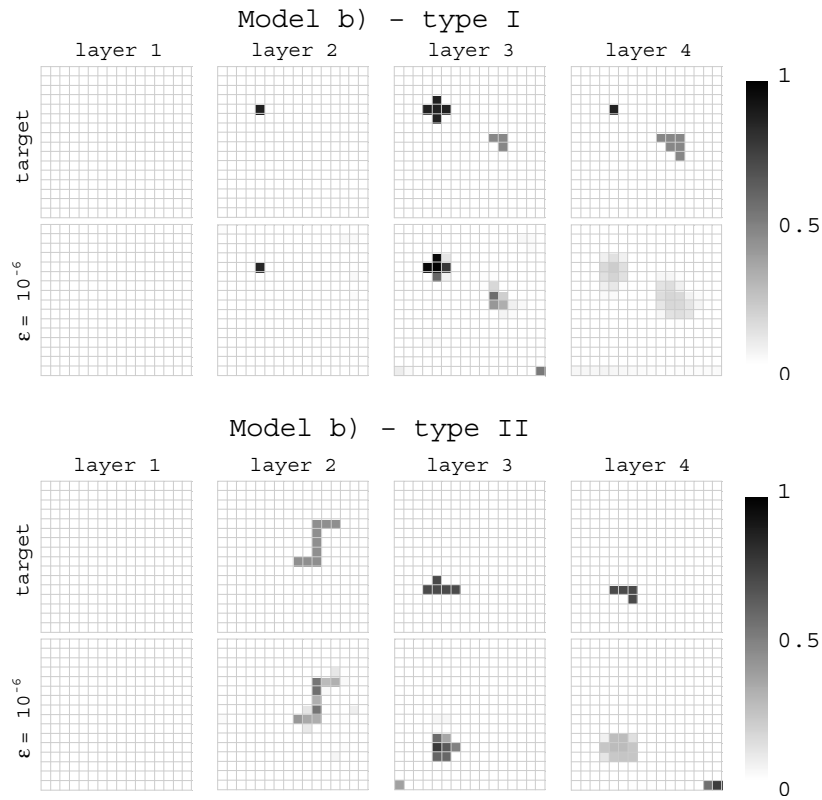 Model b) - type I
layer 1 layer 2 layer 3 layer 4
target
1
0.5
ε = 10⁻⁶
0
Model b) - type II
layer 1 layer 2 layer 3 layer 4
target
1
0.5
ε = 10⁻⁶
0